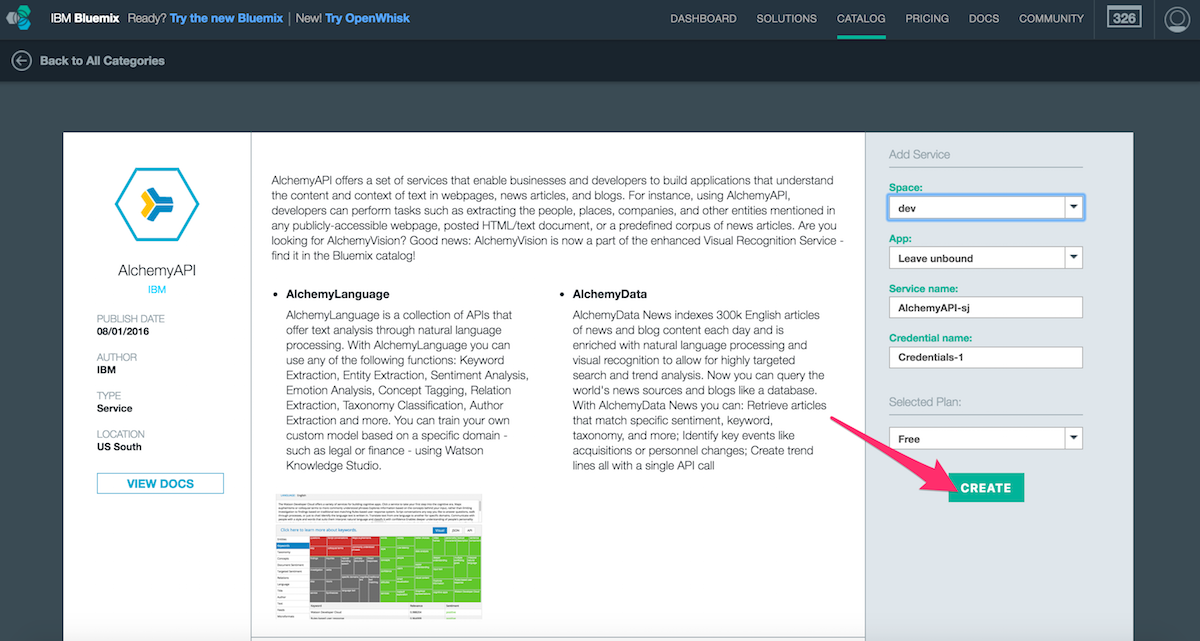 IBM Bluemix Ready? Try the new Bluemix | New! Try OpenWhisk
DASHBOARD SOLUTIONS CATALOG PRICING DOCS COMMUNITY 326
Back to All Categories
AlchemyAPI
IBM
PUBLISH DATE
08/01/2016
AUTHOR
IBM
TYPE
Service
LOCATION
US South
VIEW DOCS
AlchemyAPI offers a set of services that enable businesses and developers to build applications that understand
the content and context of text in webpages, news articles, and blogs. For instance, using AlchemyAPI,
developers can perform tasks such as extracting the people, places, companies, and other entities mentioned in
any publicly-accessible webpage, posted HTML/text document, or a predefined corpus of news articles. Are you
looking for AlchemyVision? Good news: AlchemyVision is now a part of the enhanced Visual Recognition Service -
find it in the Bluemix catalog!
• AlchemyLanguage
AlchemyLanguage is a collection of APIs that
offer text analysis through natural language
processing. With AlchemyLanguage you can
use any of the following functions: Keyword
Extraction, Entity Extraction, Sentiment Analysis,
Emotion Analysis, Concept Tagging, Relation
Extraction, Taxonomy Classification, Author
Extraction and more. You can train your own
custom model based on a specific domain -
such as legal or finance - using Watson
Knowledge Studio.
• AlchemyData
AlchemyData News indexes 300k English articles
of news and blog content each day and is
enriched with natural language processing and
visual recognition to allow for highly targeted
search and trend analysis. Now you can query the
world's news sources and blogs like a database.
With AlchemyData News you can: Retrieve articles
that match specific sentiment, keyword,
taxonomy, and more; Identify key events like
acquisitions or personnel changes; Create trend
lines all with a single API call
Click here to learn more about keywords.
Add Service
Space:
dev
App:
Leave unbound
Service name:
AlchemyAPI-sj
Credential name:
Credentials-1
Selected Plan:
Free
CREATE